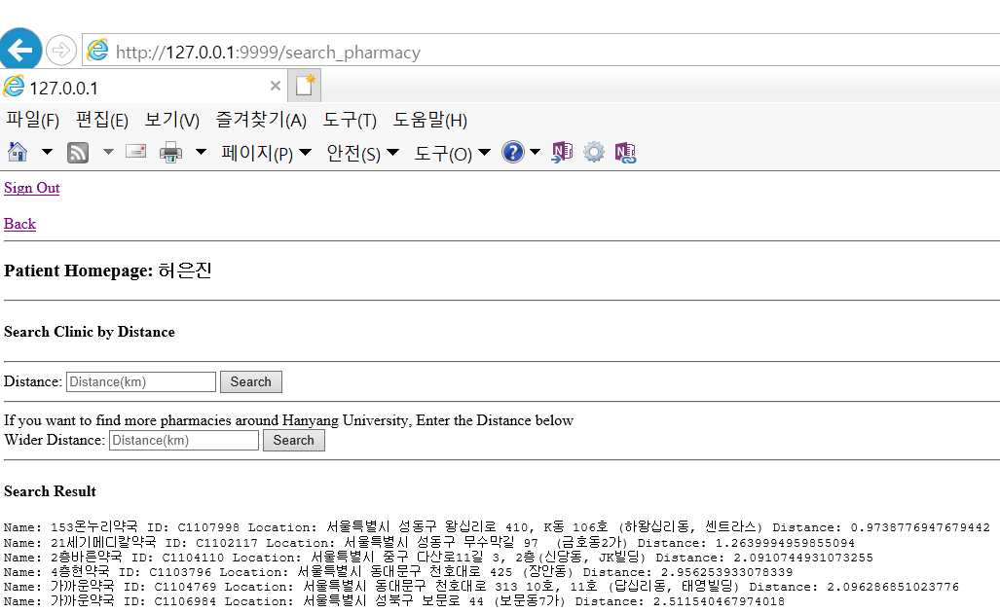 http://127.0.0.1:9999/search_pharmacy
127.0.0.1
파일(F) 편집(E) 보기(V) 즐겨찾기(A) 도구(T) 도움말(H)
페이지(P) 안전(S) 도구(O)
Sign Out
Back
Patient Homepage: 허은진
Search Clinic by Distance
Distance: Distance(km) Search
If you want to find more pharmacies around Hanyang University, Enter the Distance below
Wider Distance: Distance(km) Search
Search Result
Name: 153온누리약국 ID: C1107998 Location: 서울특별시 성동구 왕십리로 410, K동 106호 (하왕십리동, 센트라스) Distance: 0.9738776947679442
Name: 21세기메디칼약국 ID: C1102117 Location: 서울특별시 성동구 무수막길 97  (금호동2가) Distance: 1.2639994959855094
Name: 2층바른약국 ID: C1104110 Location: 서울특별시 중구 다산로11길 3, 2층(신당동, JK빌딩) Distance: 2.0910744931073255
Name: 4층현약국 ID: C1103796 Location: 서울특별시 동대문구 천호대로 425 (장안동) Distance: 2.956253933078339
Name: 가까운약국 ID: C1104769 Location: 서울특별시 동대문구 천호대로 313 10호, 11호 (답십리동, 태영빌딩) Distance: 2.096286851023776
Name: 가까운약국 ID: C1106984 Location: 서울특별시 성북구 보문로 44 (보문동7가) Distance: 2.511540467974018